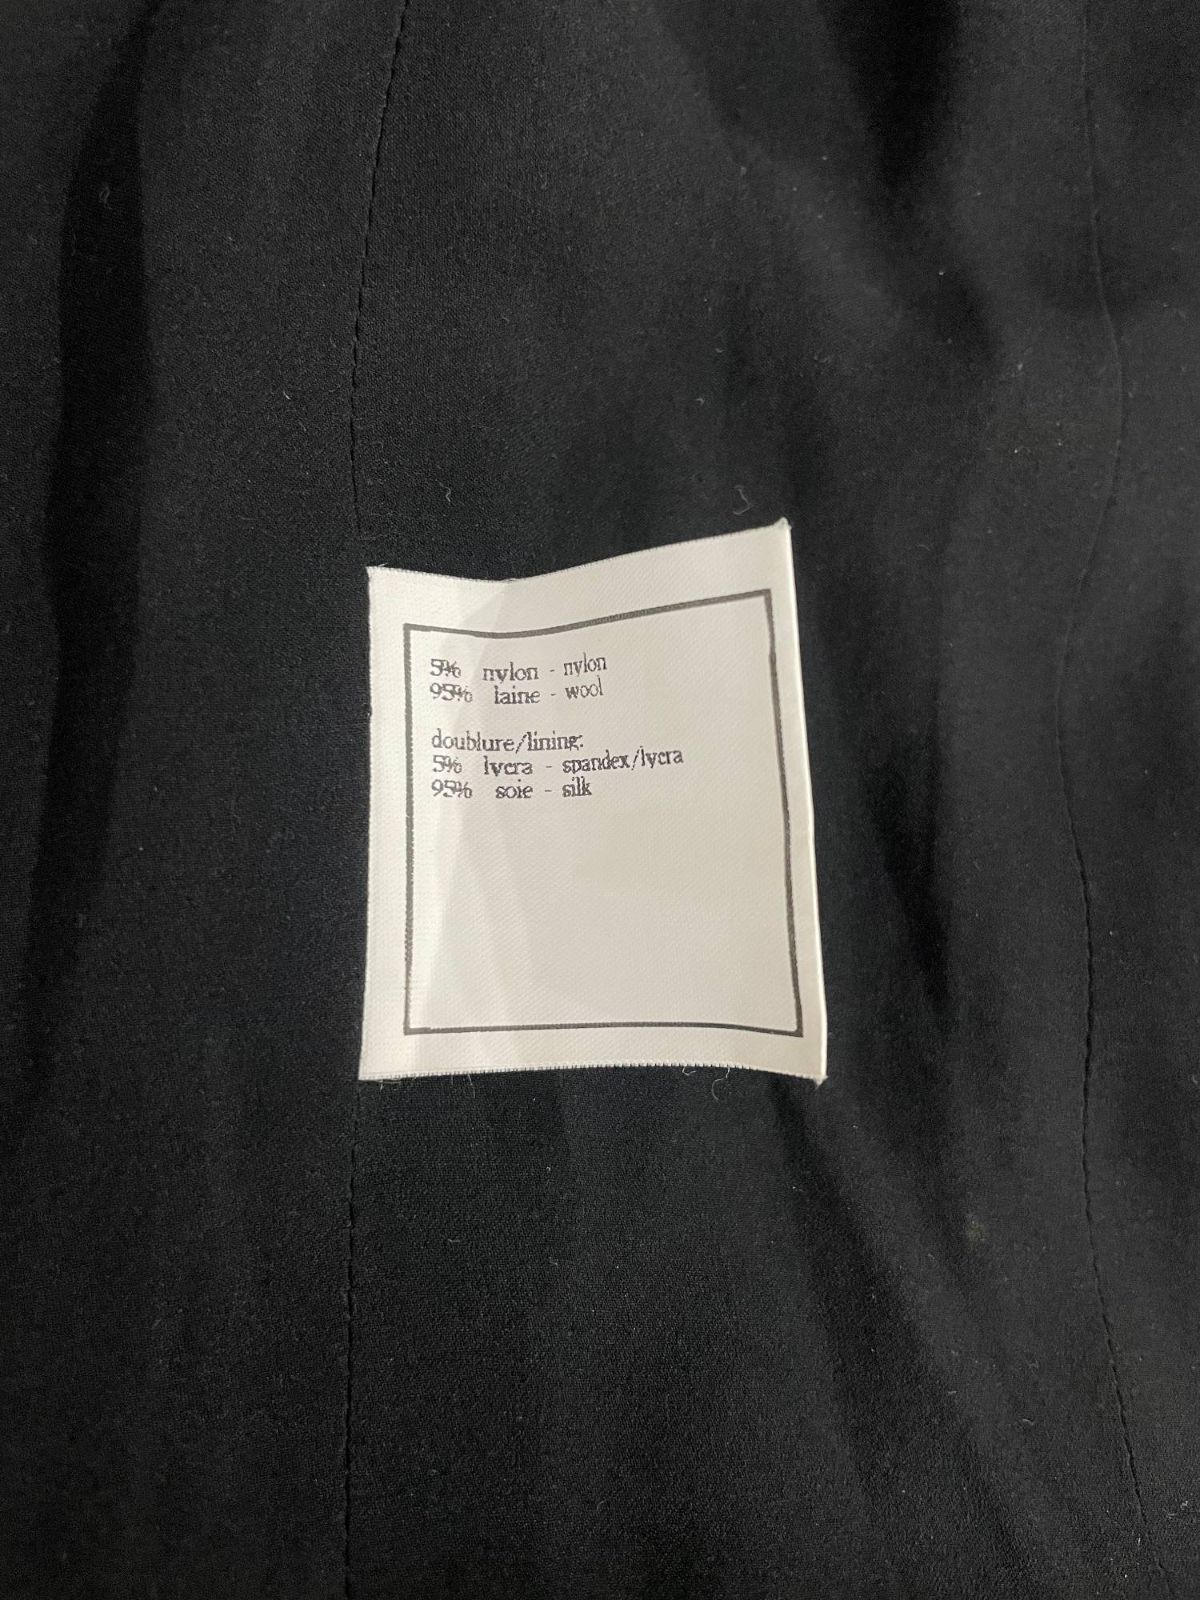 5% nylon - nylon
95% laine - wool
doublure/lining:
5% lycra - spandex/lycra
95% soie - silk